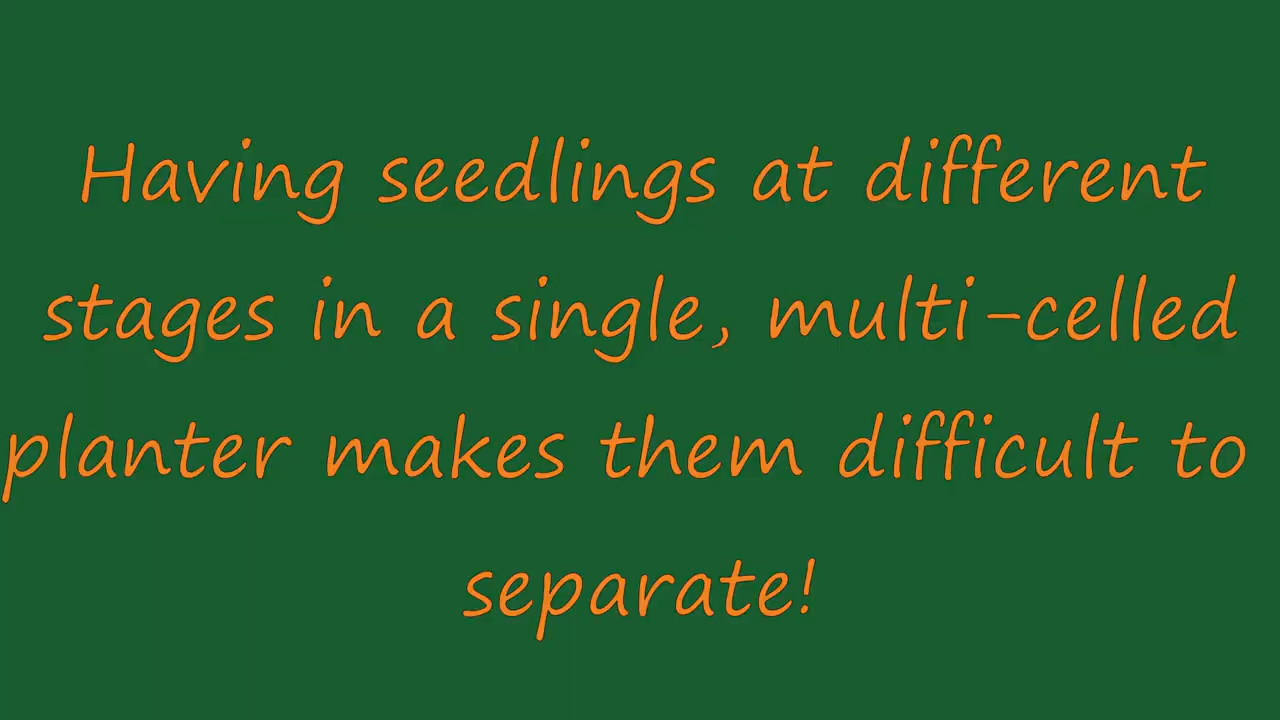 Having seedlings at different
stages in a single, multi-celled
planter makes them difficult to
separate!